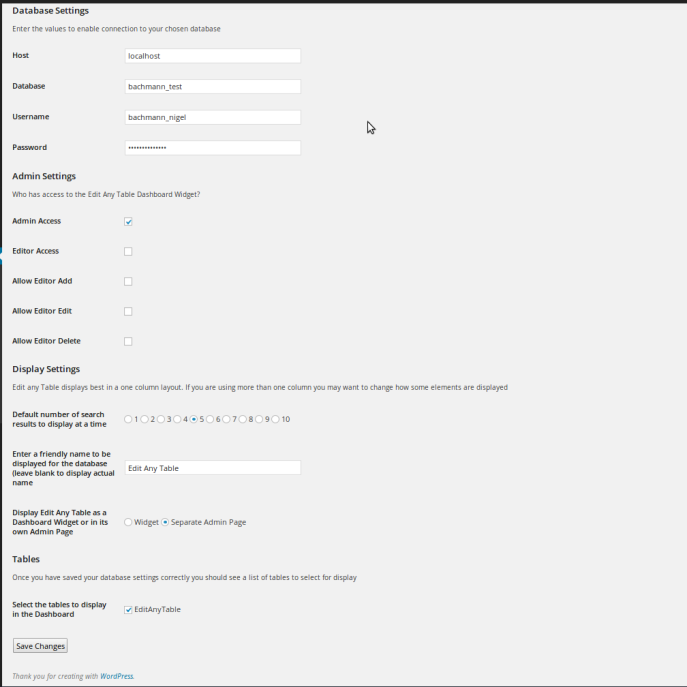 Database Settings
Enter the values to enable connection to your chosen database
Host
localhost
Database
bachmann_test
Username
bachmann_nigel
Password
••••••••••••••
Admin Settings
Who has access to the Edit Any Table Dashboard Widget?
Admin Access
Editor Access
Allow Editor Add
Allow Editor Edit
Allow Editor Delete
Display Settings
Edit any Table displays best in a one column layout. If you are using more than one column you may want to change how some elements are displayed
Default number of search
results to display at a time
1 2 3 4 5 6 7 8 9 10
Enter a friendly name to be
displayed for the database
(leave blank to display actual
name
Edit Any Table
Display Edit Any Table as a
Dashboard Widget or in its
own Admin Page
Widget Separate Admin Page
Tables
Once you have saved your database settings correctly you should see a list of tables to select for display
Select the tables to display
in the Dashboard
EditAnyTable
Save Changes
Thank you for creating with WordPress.